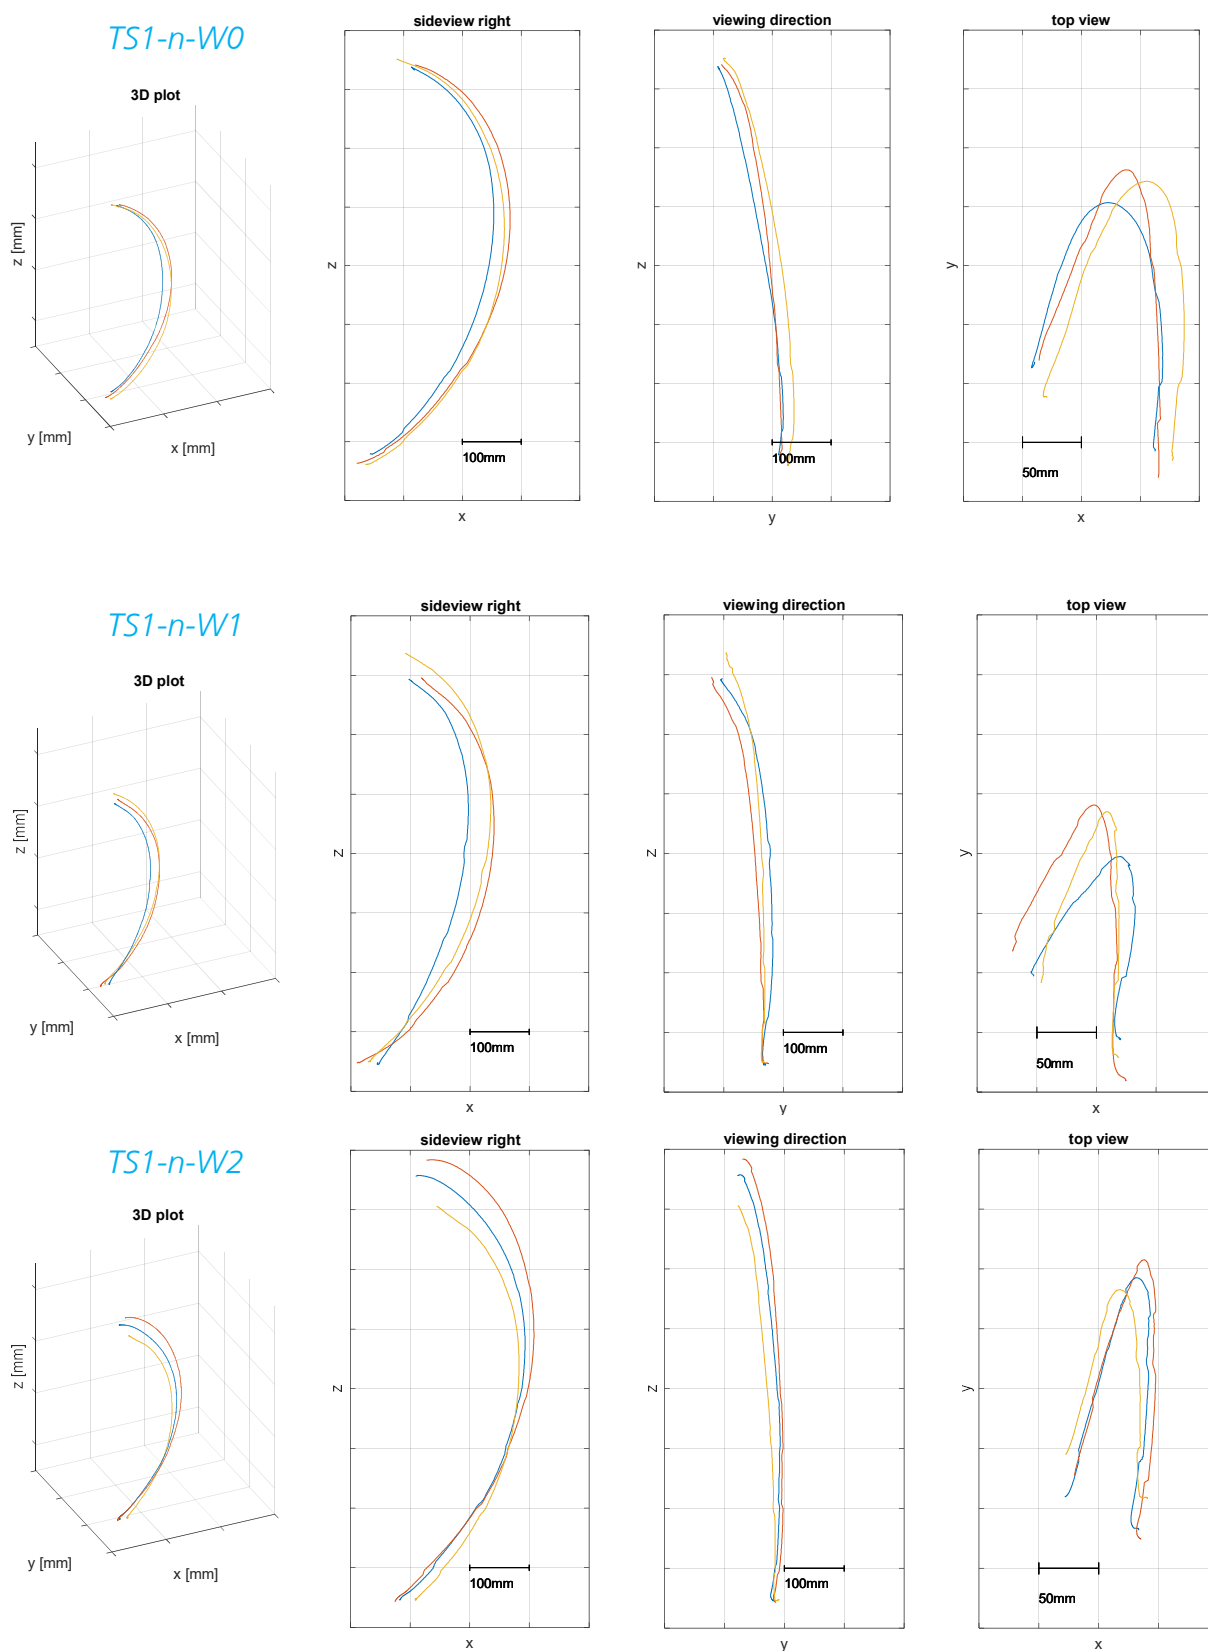 TS1-n-W0
3D plot
z [mm]
y [mm]
x [mm]
sideview right
z
100mm
x
viewing direction
z
100mm
y
top view
y
50mm
x
TS1-n-W1
3D plot
z [mm]
y [mm]
x [mm]
sideview right
z
100mm
x
viewing direction
z
100mm
y
top view
y
50mm
x
TS1-n-W2
3D plot
z [mm]
y [mm]
x [mm]
sideview right
z
100mm
x
viewing direction
z
100mm
y
top view
y
50mm
x